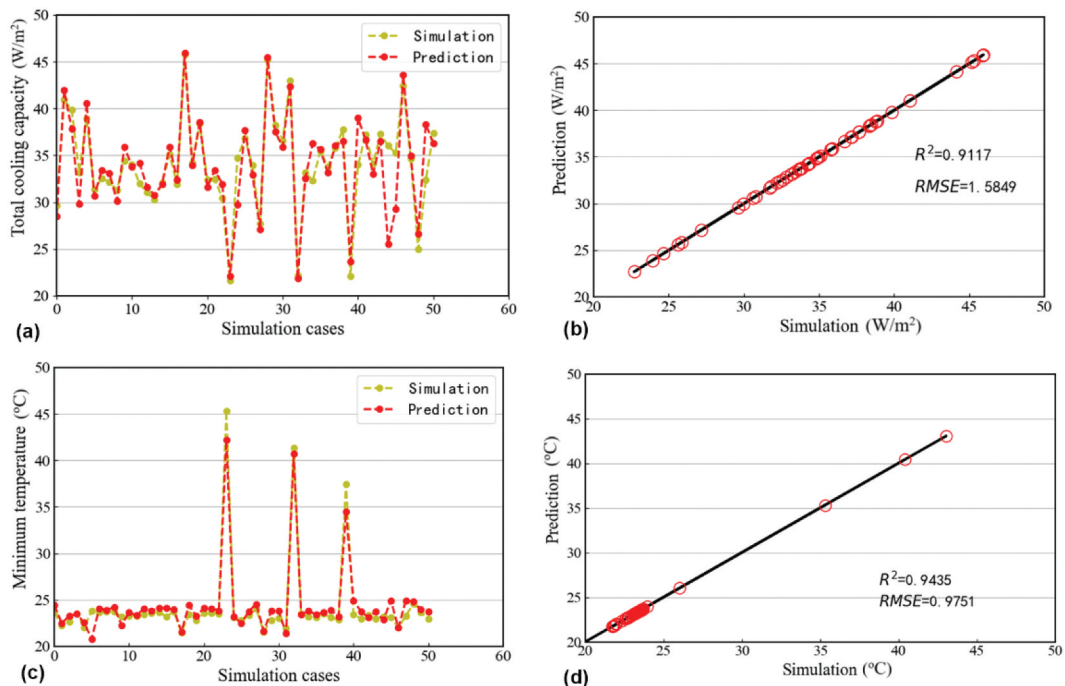 Total cooling capacity (W/m²)
50
45
40
35
30
25
20
0
10
20
30
40
50
60
Simulation cases
Simulation
Prediction
(a)
Prediction (W/m²)
50
45
40
35
30
25
20
20
25
30
35
40
45
50
Simulation (W/m²)
R²=0.9117
RMSE=1.5849
(b)
Minimum temperature (°C)
50
45
40
35
30
25
20
0
10
20
30
40
50
60
Simulation cases
Simulation
Prediction
(c)
Prediction (°C)
50
45
40
35
30
25
20
20
25
30
35
40
45
50
Simulation (°C)
R²=0.9435
RMSE=0.9751
(d)